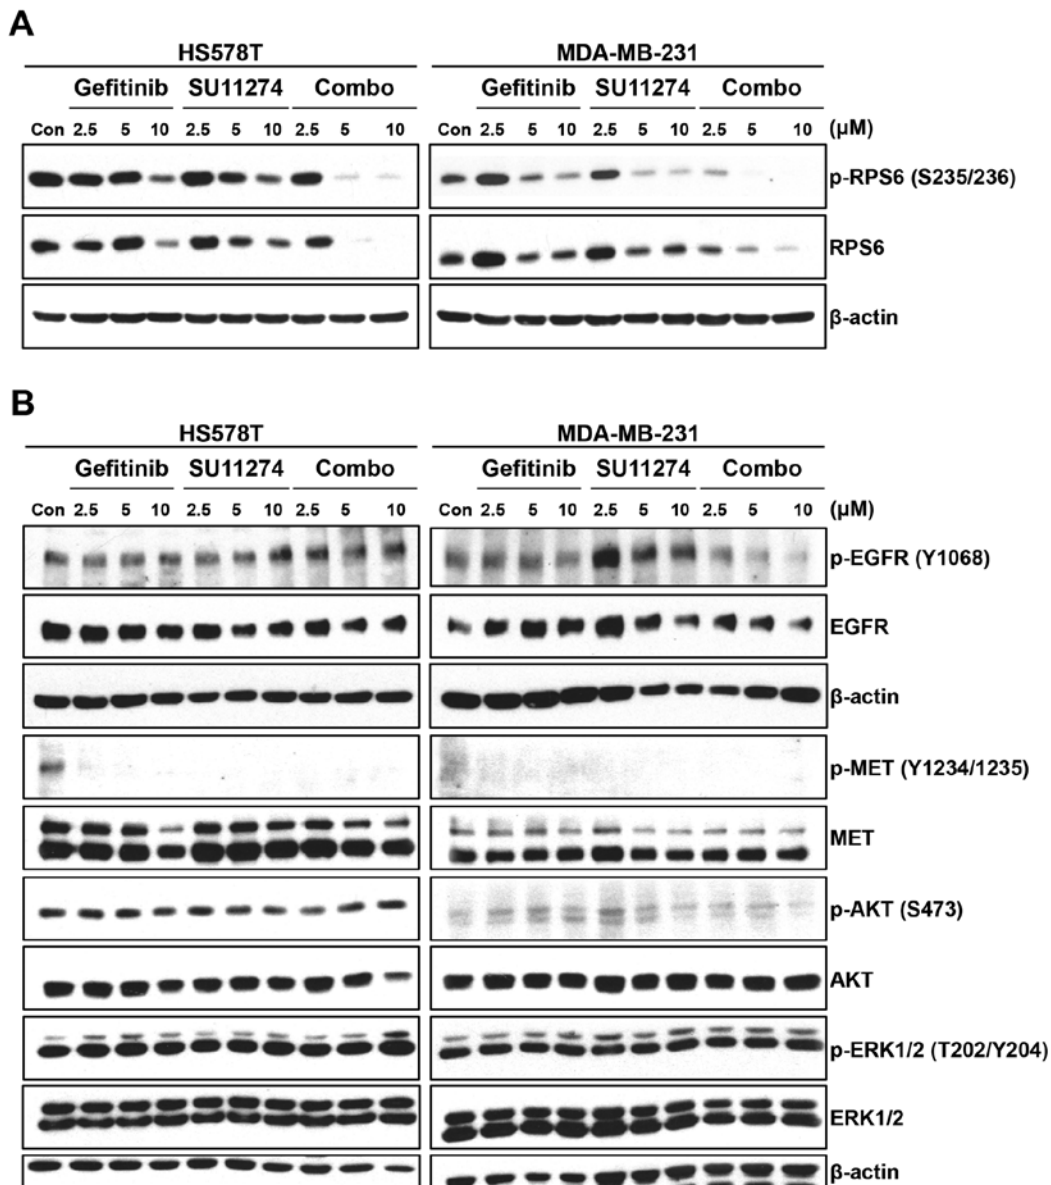 A
HS578T MDA-MB-231
Gefitinib SU11274 Combo Gefitinib SU11274 Combo
Con 2.5 5 10 2.5 5 10 2.5 5 10 Con 2.5 5 10 2.5 5 10 2.5 5 10 (μM)
p-RPS6 (S235/236)
RPS6
β-actin
B
HS578T MDA-MB-231
Gefitinib SU11274 Combo Gefitinib SU11274 Combo
Con 2.5 5 10 2.5 5 10 2.5 5 10 Con 2.5 5 10 2.5 5 10 2.5 5 10 (μM)
p-EGFR (Y1068)
EGFR
β-actin
p-MET (Y1234/1235)
MET
p-AKT (S473)
AKT
p-ERK1/2 (T202/Y204)
ERK1/2
β-actin